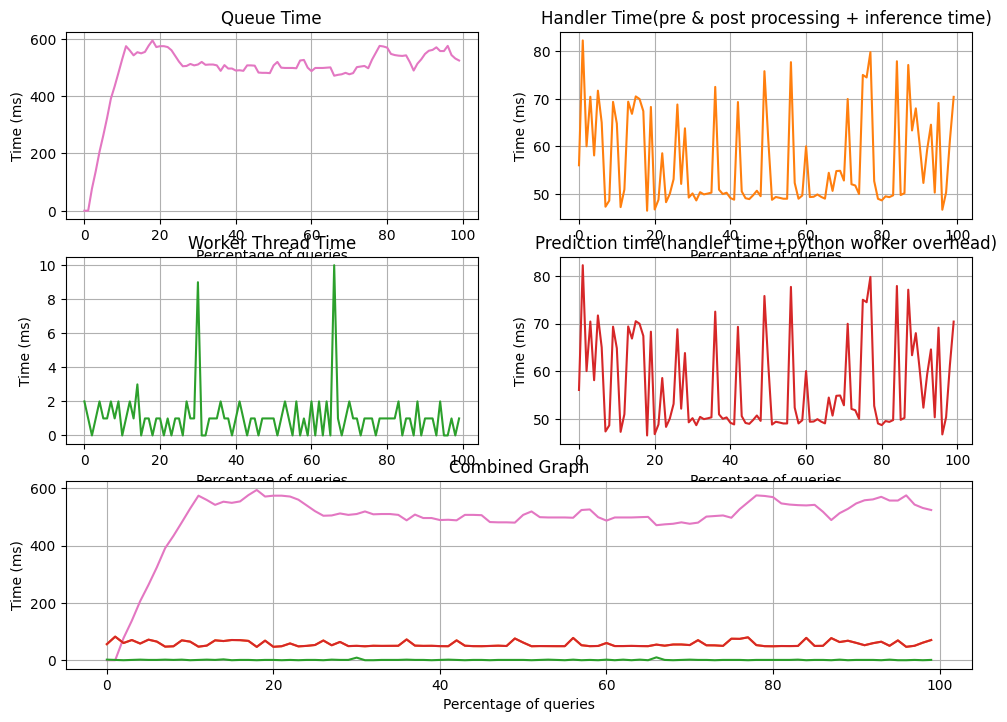 Queue Time
Time (ms)
600
400
200
0
0 20 40 60 80 100
Percentage of queries
Handler Time(pre & post processing + inference time)
Time (ms)
80
70
60
50
0 20 40 60 80 100
Percentage of queries
Worker Thread Time
Time (ms)
10
8
6
4
2
0
0 20 40 60 80 100
Percentage of queries
Prediction time(handler time+python worker overhead)
Time (ms)
80
70
60
50
0 20 40 60 80 100
Percentage of queries
Combined Graph
Time (ms)
600
400
200
0
0 20 40 60 80 100
Percentage of queries